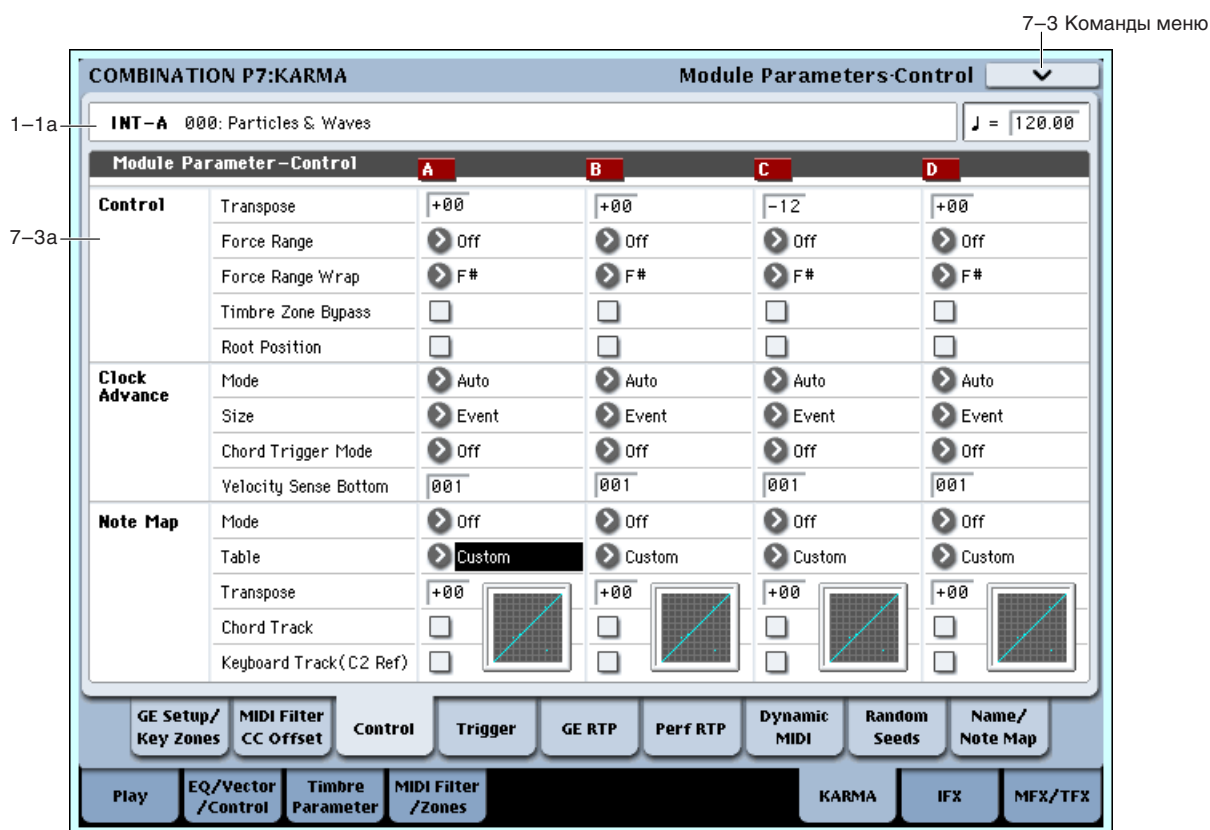 7–3 Команды меню
COMBINATION P7:KARMA Module Parameters-Control
1–1a INT-A 000: Particles & Waves ♩ = 120.00
Module Parameter-Control A B C D
Control Transpose +00 +00 -12 +00
7–3a Force Range Off Off Off Off
Force Range Wrap F# F# F# F#
Timbre Zone Bypass
Root Position
Clock Advance Mode Auto Auto Auto Auto
Size Event Event Event Event
Chord Trigger Mode Off Off Off Off
Velocity Sense Bottom 001 001 001 001
Note Map Mode Off Off Off Off
Table Custom Custom Custom Custom
Transpose +00 +00 +00 +00
Chord Track
Keyboard Track(C2 Ref)
GE Setup/ Key Zones MIDI Filter CC Offset Control Trigger GE RTP Perf RTP Dynamic MIDI Random Seeds Name/ Note Map
Play EQ/Vector /Control Timbre Parameter MIDI Filter /Zones KARMA IFX MFX/TFX